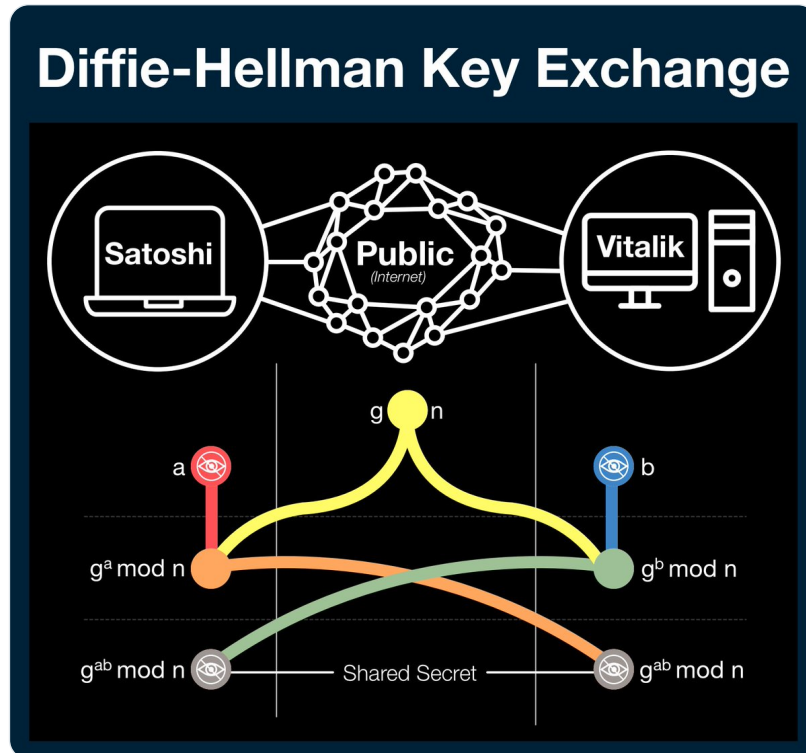 Diffie-Hellman Key Exchange
Satoshi
Public
(Internet)
Vitalik
g n
a
b
gᵃ mod n
gᵇ mod n
gᵃᵇ mod n
Shared Secret
gᵃᵇ mod n